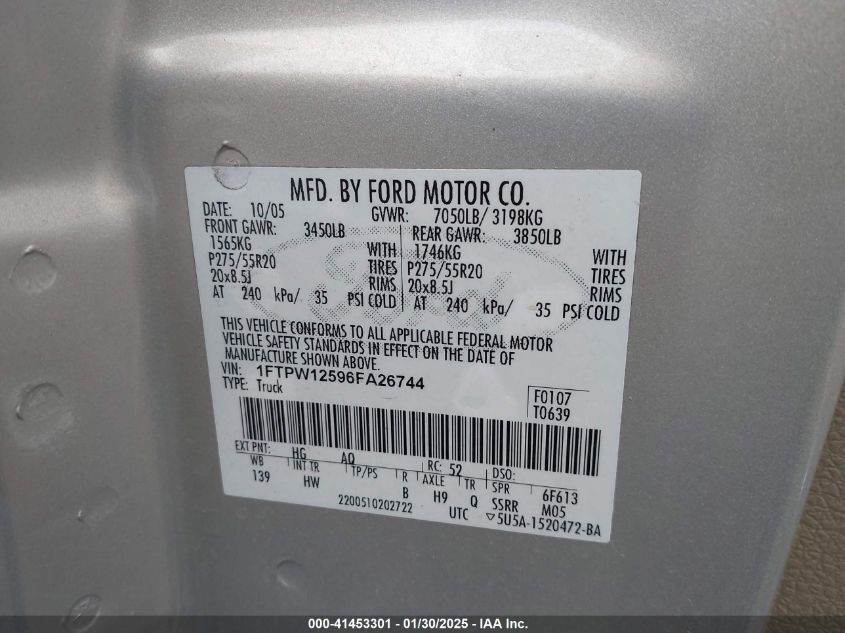 MFD. BY FORD MOTOR CO.
DATE: 10/05 GVWR: 7050LB/ 3198KG
FRONT GAWR: 3450LB REAR GAWR: 3850LB
1565KG WITH 1746KG WITH
P275/55R20 TIRES P275/55R20 TIRES
20x8.5J RIMS 20x8.5J RIMS
AT 240 kPa/ 35 PSI COLD AT 240 kPa/ 35 PSI COLD
Ford
THIS VEHICLE CONFORMS TO ALL APPLICABLE FEDERAL MOTOR
VEHICLE SAFETY STANDARDS IN EFFECT ON THE DATE OF
MANUFACTURE SHOWN ABOVE.
VIN: 1FTPW12596FA26744
TYPE: Truck
F0107
T0639
EXT PNT: HG AQ RC: 52 DSO:
WB INT TR TP/PS R AXLE TR SPR 6F613
139 HW B H9 Q SSRR M05
2200510202722 UTC ▽5U5A-1520472-BA
000-41453301 — 01/30/2025 — IAA Inc.